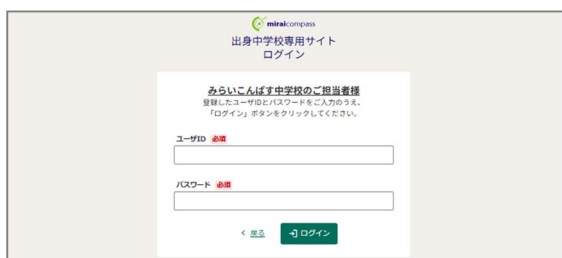 miraicompass
出身中学校専用サイト
ログイン
みらいこんぱす中学校のご担当者様
登録したユーザIDとパスワードをご入力のうえ、
「ログイン」ボタンをクリックしてください。
ユーザID 必須
パスワード 必須
< 戻る ログイン